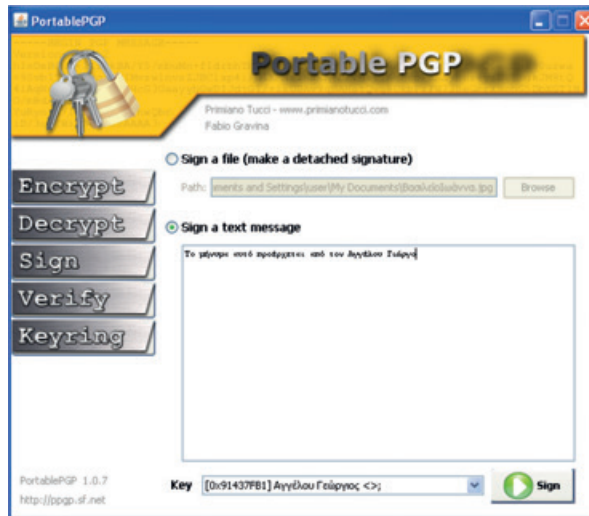 PortablePGP
Portable PGP
Primiano Tucci - www.primianotucci.com
Fabio Gravina
Sign a file (make a detached signature)
Path: ments and Settings\user\My Documents\ Browse
Sign a text message
Το μήνυμα αυτό προέρχεται από τον Αγγέλου Γιώργο
Encrypt
Decrypt
Sign
Verify
Keyring
PortablePGP 1.0.7
http://ppgp.sf.net
Key [0x91437FB1] Αγγέλου Γεώργιος <>; Sign